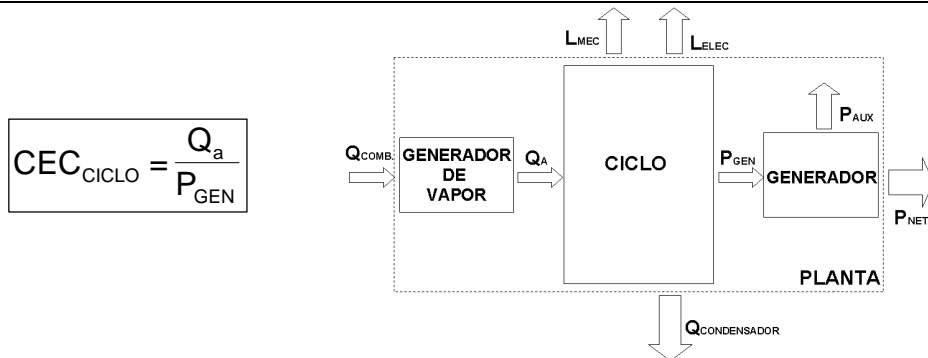 CEC_CICLO = Q_a / P_GEN
L_MEC
L_ELEC
P_AUX
Q_COMB.
GENERADOR
DE
VAPOR
Q_A
CICLO
P_GEN
GENERADOR
P_NET
PLANTA
Q_CONDENSADOR